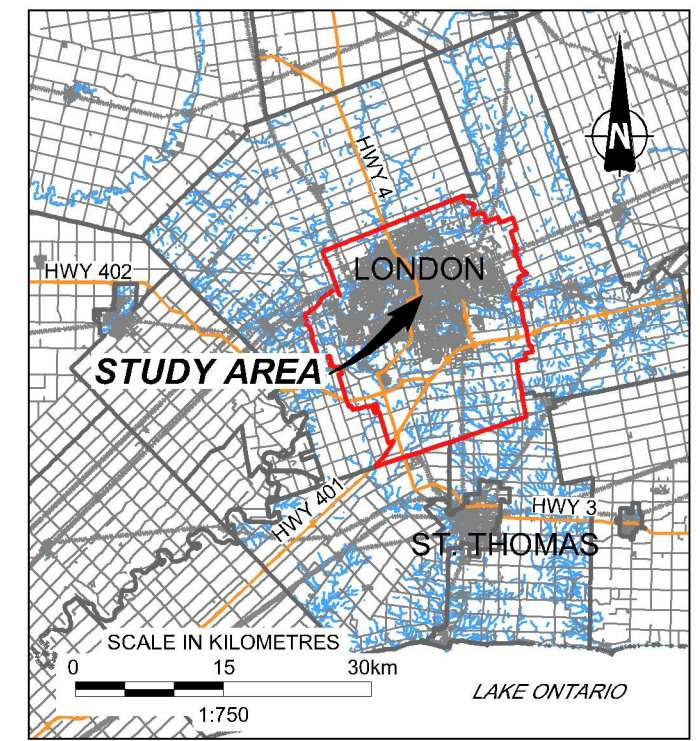 N
HWY 4
LONDON
HWY 402
STUDY AREA
HWY 401
HWY 3
ST. THOMAS
SCALE IN KILOMETRES
0 15 30km
1:750
LAKE ONTARIO